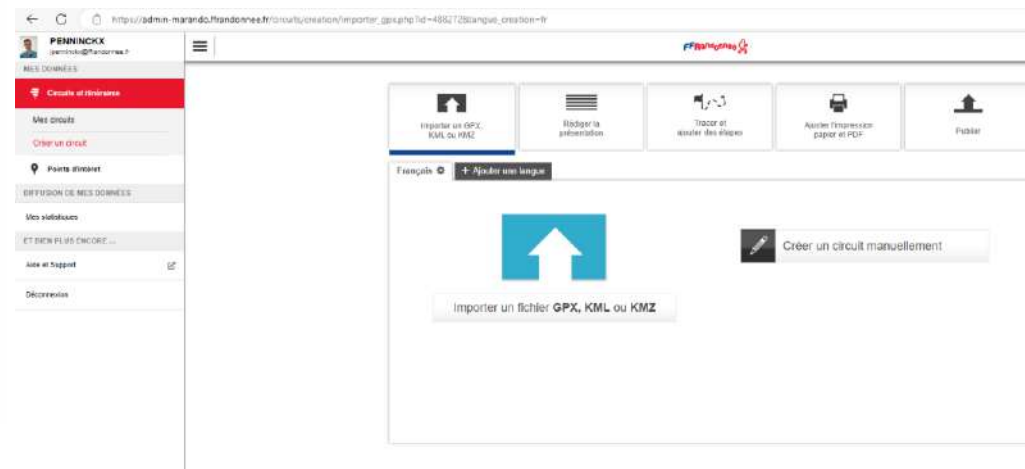 https://admin-marando.ffrandonnee.fr/circuits/creation/importer_gpx.php?id=488272&langue_creation=fr
PENNINCKX
MES DONNÉES
Circuits et itinéraires
Mes circuits
Créer un circuit
Points d'intérêt
DIFFUSION DE MES DONNÉES
Mes statistiques
ET BIEN PLUS ENCORE ...
Aide et Support
Déconnexion
FFRandonnée
Importer un GPX,
KML ou KMZ
Rédiger la
présentation
Tracer et
ajouter des étapes
Ajuster l'impression
papier et PDF
Publier
Français
+ Ajouter une langue
Importer un fichier GPX, KML ou KMZ
Créer un circuit manuellement